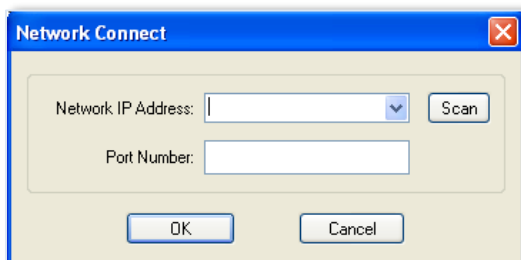 Network Connect
Network IP Address: Scan
Port Number:
OK Cancel